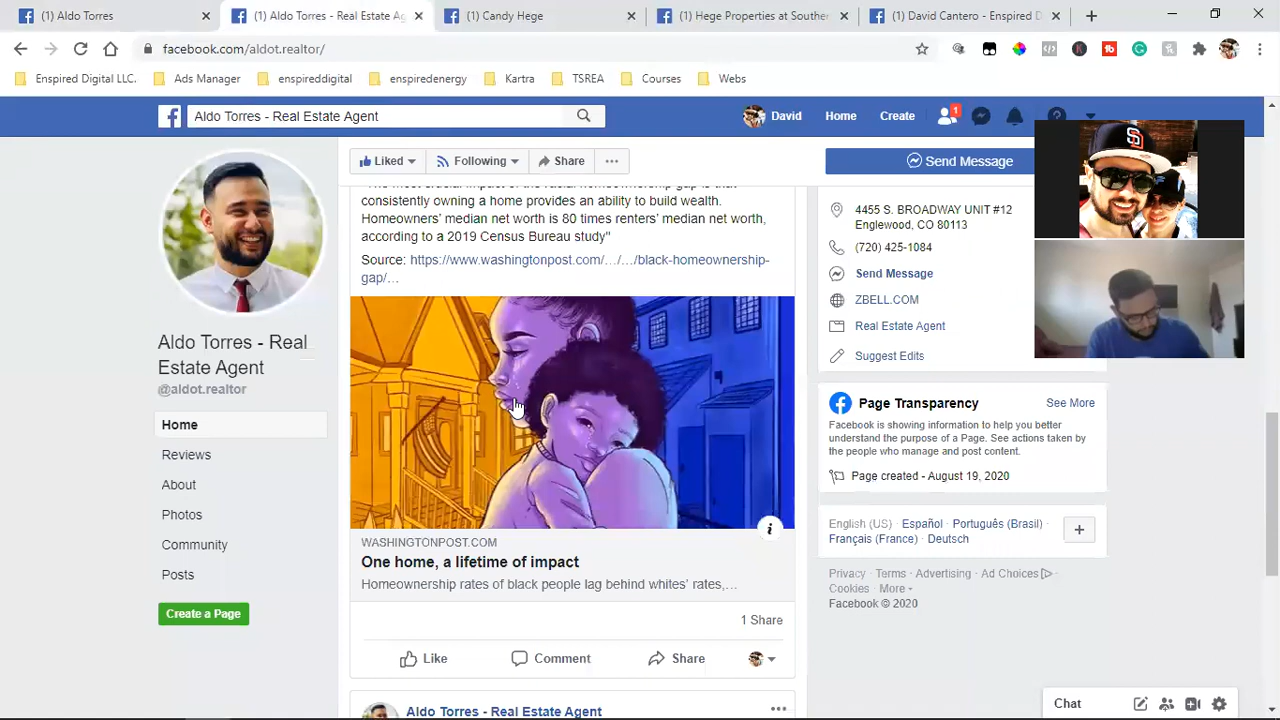 (1) Aldo Torres
(1) Aldo Torres - Real Estate Ag
(1) Candy Hege
(1) Hege Properties at Souther
(1) David Cantero - Enspired D
facebook.com/aldot.realtor/
Enspired Digital LLC.
Ads Manager
enspireddigital
enspiredenergy
Kartra
TSREA
Courses
Webs
Aldo Torres - Real Estate Agent
David
Home
Create
1
Liked
Following
Share
Send Message
consistently owning a home provides an ability to build wealth.
Homeowners' median net worth is 80 times renters' median net worth,
according to a 2019 Census Bureau study"
Source: https://www.washingtonpost.com/.../.../black-homeownership-
gap/...
WASHINGTONPOST.COM
One home, a lifetime of impact
Homeownership rates of black people lag behind whites' rates,...
1 Share
Like
Comment
Share
Aldo Torres - Real Estate Agent
Aldo Torres - Real
Estate Agent
@aldot.realtor
Home
Reviews
About
Photos
Community
Posts
Create a Page
4455 S. BROADWAY UNIT #12
Englewood, CO 80113
(720) 425-1084
Send Message
ZBELL.COM
Real Estate Agent
Suggest Edits
Page Transparency
See More
Facebook is showing information to help you better
understand the purpose of a Page. See actions taken by
the people who manage and post content.
Page created - August 19, 2020
English (US) · Español · Português (Brasil) ·
Français (France) · Deutsch
Privacy · Terms · Advertising · Ad Choices ·
Cookies · More
Facebook © 2020
Chat